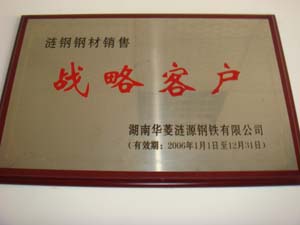 涟钢钢材销售
战略客户
湖南华菱涟源钢铁有限公司
（有效期：2006年1月1日至12月31日）